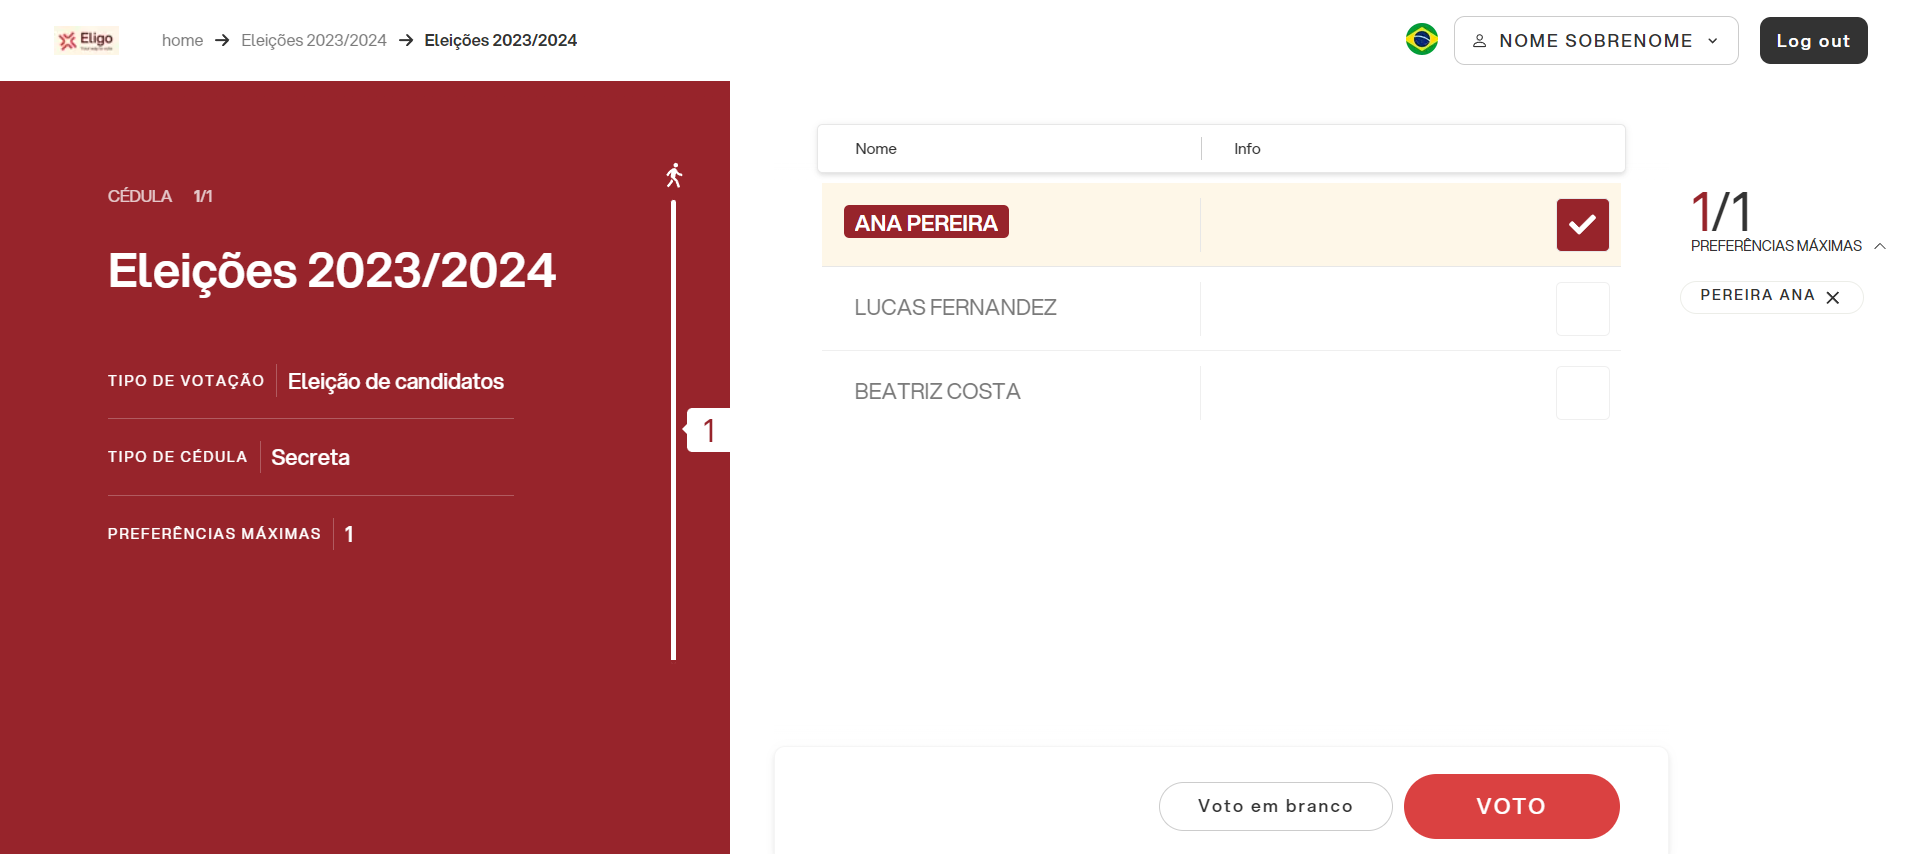 Eligo
home → Eleições 2023/2024 → Eleições 2023/2024
NOME SOBRENOME
Log out
CÉDULA 1/1
Eleições 2023/2024
TIPO DE VOTAÇÃO Eleição de candidatos
TIPO DE CÉDULA Secreta
PREFERÊNCIAS MÁXIMAS 1
1
Nome Info
ANA PEREIRA
LUCAS FERNANDEZ
BEATRIZ COSTA
1/1
PREFERÊNCIAS MÁXIMAS
PEREIRA ANA
Voto em branco
VOTO